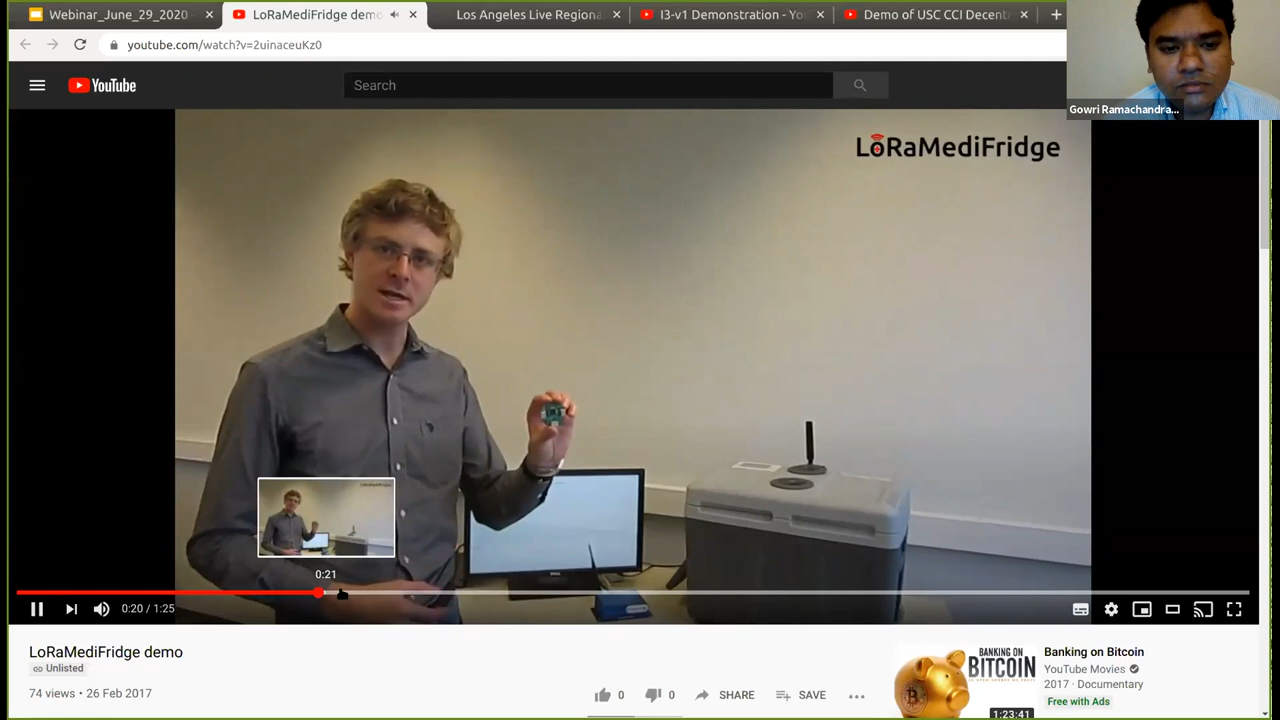 Webinar_June_29_2020 -
LoRaMediFridge demo
Los Angeles Live Regiona
I3-v1 Demonstration - Yo
Demo of USC CCI Decent
youtube.com/watch?v=2uinaceuKz0
Gowri Ramachandra...
YouTube
Search
LoRaMediFridge
DELL
0:21
0:20 / 1:25
LoRaMediFridge demo
Unlisted
74 views • 26 Feb 2017
0
0
SHARE
SAVE
BANKING ON
BITCOIN
1:23:41
Banking on Bitcoin
YouTube Movies
2017 · Documentary
Free with Ads